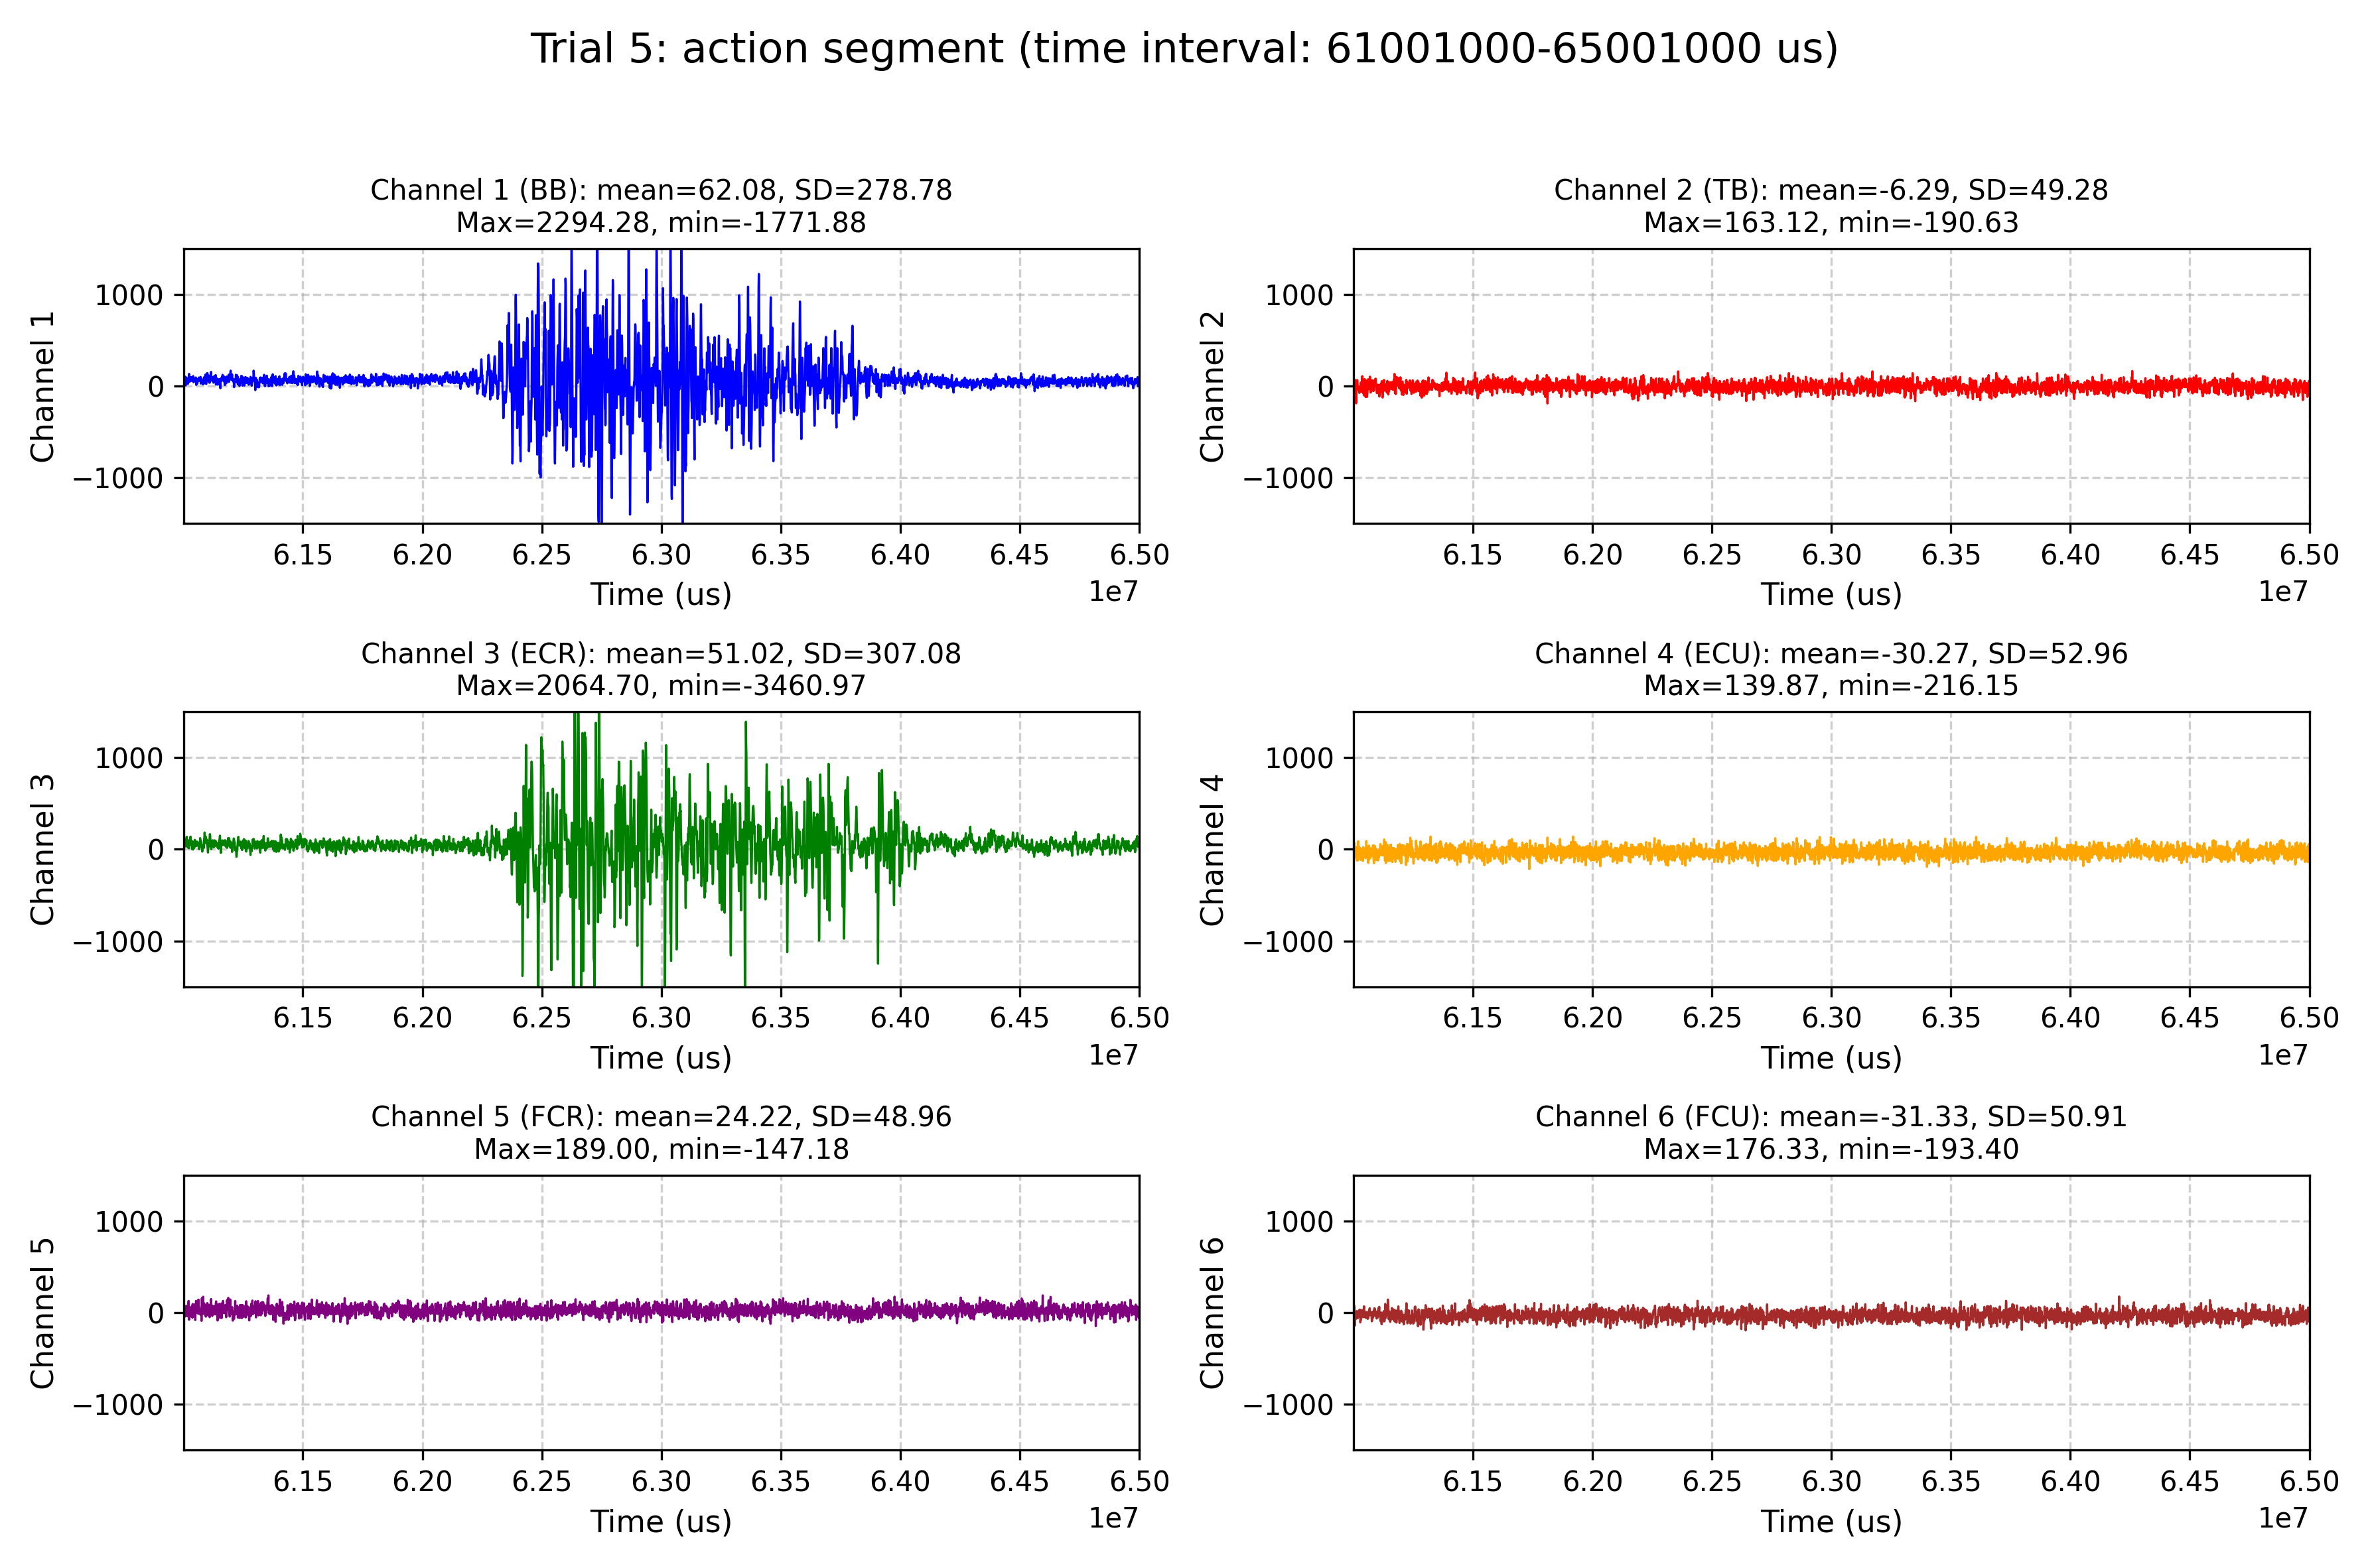 Trial 5: action segment (time interval: 61001000-65001000 us)
Channel 1 (BB): mean=62.08, SD=278.78
Max=2294.28, min=-1771.88
Channel 1
1000
0
−1000
6.15 6.20 6.25 6.30 6.35 6.40 6.45 6.50
Time (us)
1e7
Channel 2 (TB): mean=-6.29, SD=49.28
Max=163.12, min=-190.63
Channel 2
1000
0
−1000
6.15 6.20 6.25 6.30 6.35 6.40 6.45 6.50
Time (us)
1e7
Channel 3 (ECR): mean=51.02, SD=307.08
Max=2064.70, min=-3460.97
Channel 3
1000
0
−1000
6.15 6.20 6.25 6.30 6.35 6.40 6.45 6.50
Time (us)
1e7
Channel 4 (ECU): mean=-30.27, SD=52.96
Max=139.87, min=-216.15
Channel 4
1000
0
−1000
6.15 6.20 6.25 6.30 6.35 6.40 6.45 6.50
Time (us)
1e7
Channel 5 (FCR): mean=24.22, SD=48.96
Max=189.00, min=-147.18
Channel 5
1000
0
−1000
6.15 6.20 6.25 6.30 6.35 6.40 6.45 6.50
Time (us)
1e7
Channel 6 (FCU): mean=-31.33, SD=50.91
Max=176.33, min=-193.40
Channel 6
1000
0
−1000
6.15 6.20 6.25 6.30 6.35 6.40 6.45 6.50
Time (us)
1e7